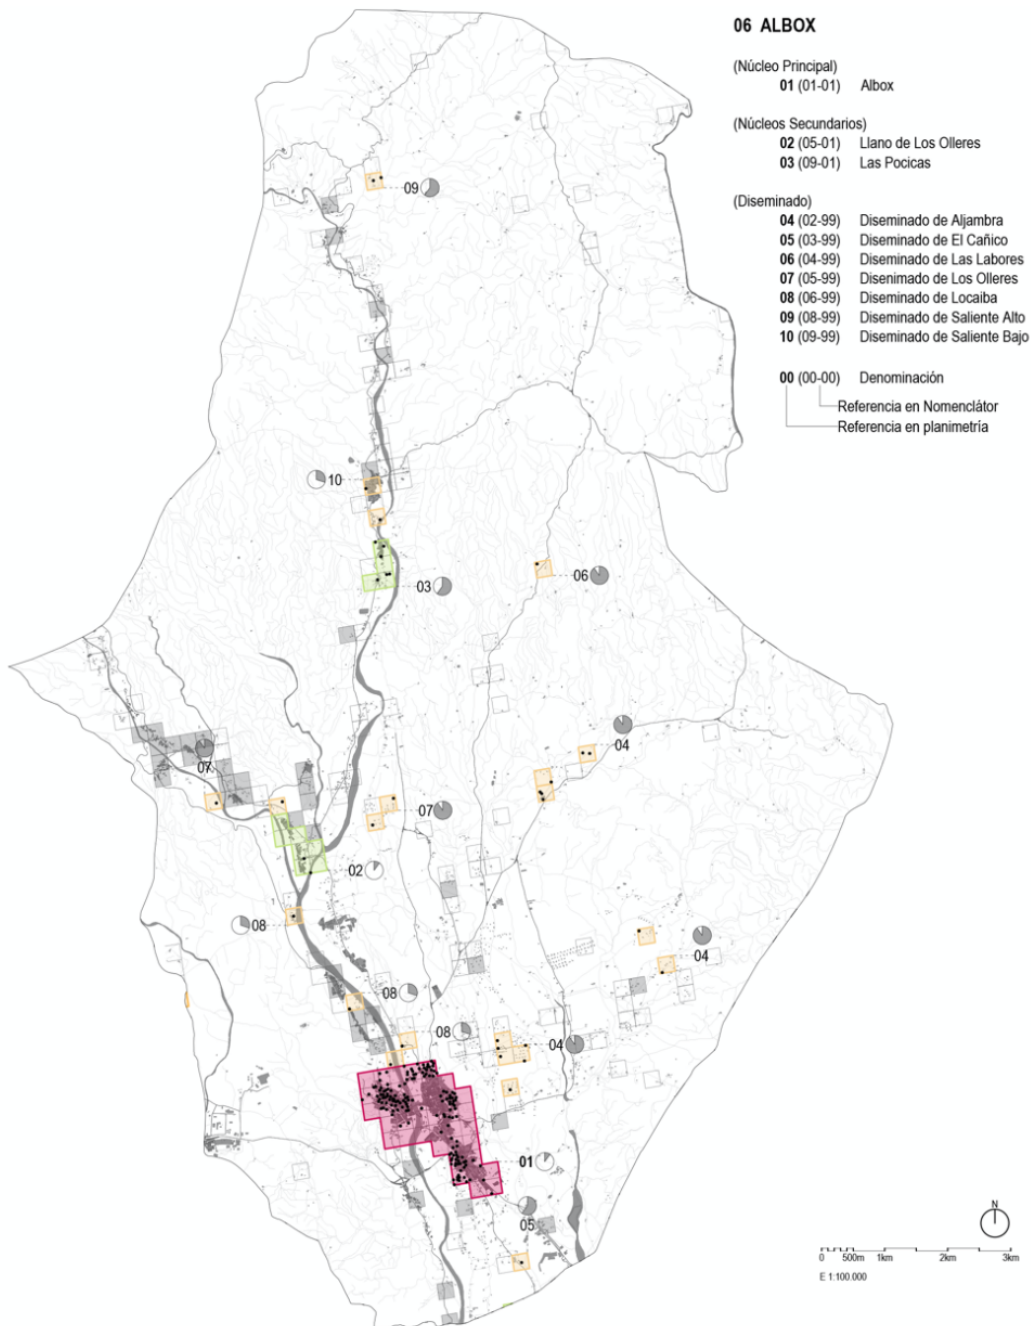 06 ALBOX
(Núcleo Principal)
01 (01-01) Albox
(Núcleos Secundarios)
02 (05-01) Llano de Los Olleres
03 (09-01) Las Pocicas
(Diseminado)
04 (02-99) Diseminado de Aljambra
05 (03-99) Diseminado de El Cañico
06 (04-99) Diseminado de Las Labores
07 (05-99) Disenimado de Los Olleres
08 (06-99) Diseminado de Locaiba
09 (08-99) Diseminado de Saliente Alto
10 (09-99) Diseminado de Saliente Bajo
00 (00-00) Denominación
Referencia en Nomenclátor
Referencia en planimetría
09
10
03
06
04
07
07
02
08
04
08
08
04
01
05
N
0 500m 1km 2km 3km
E 1:100.000